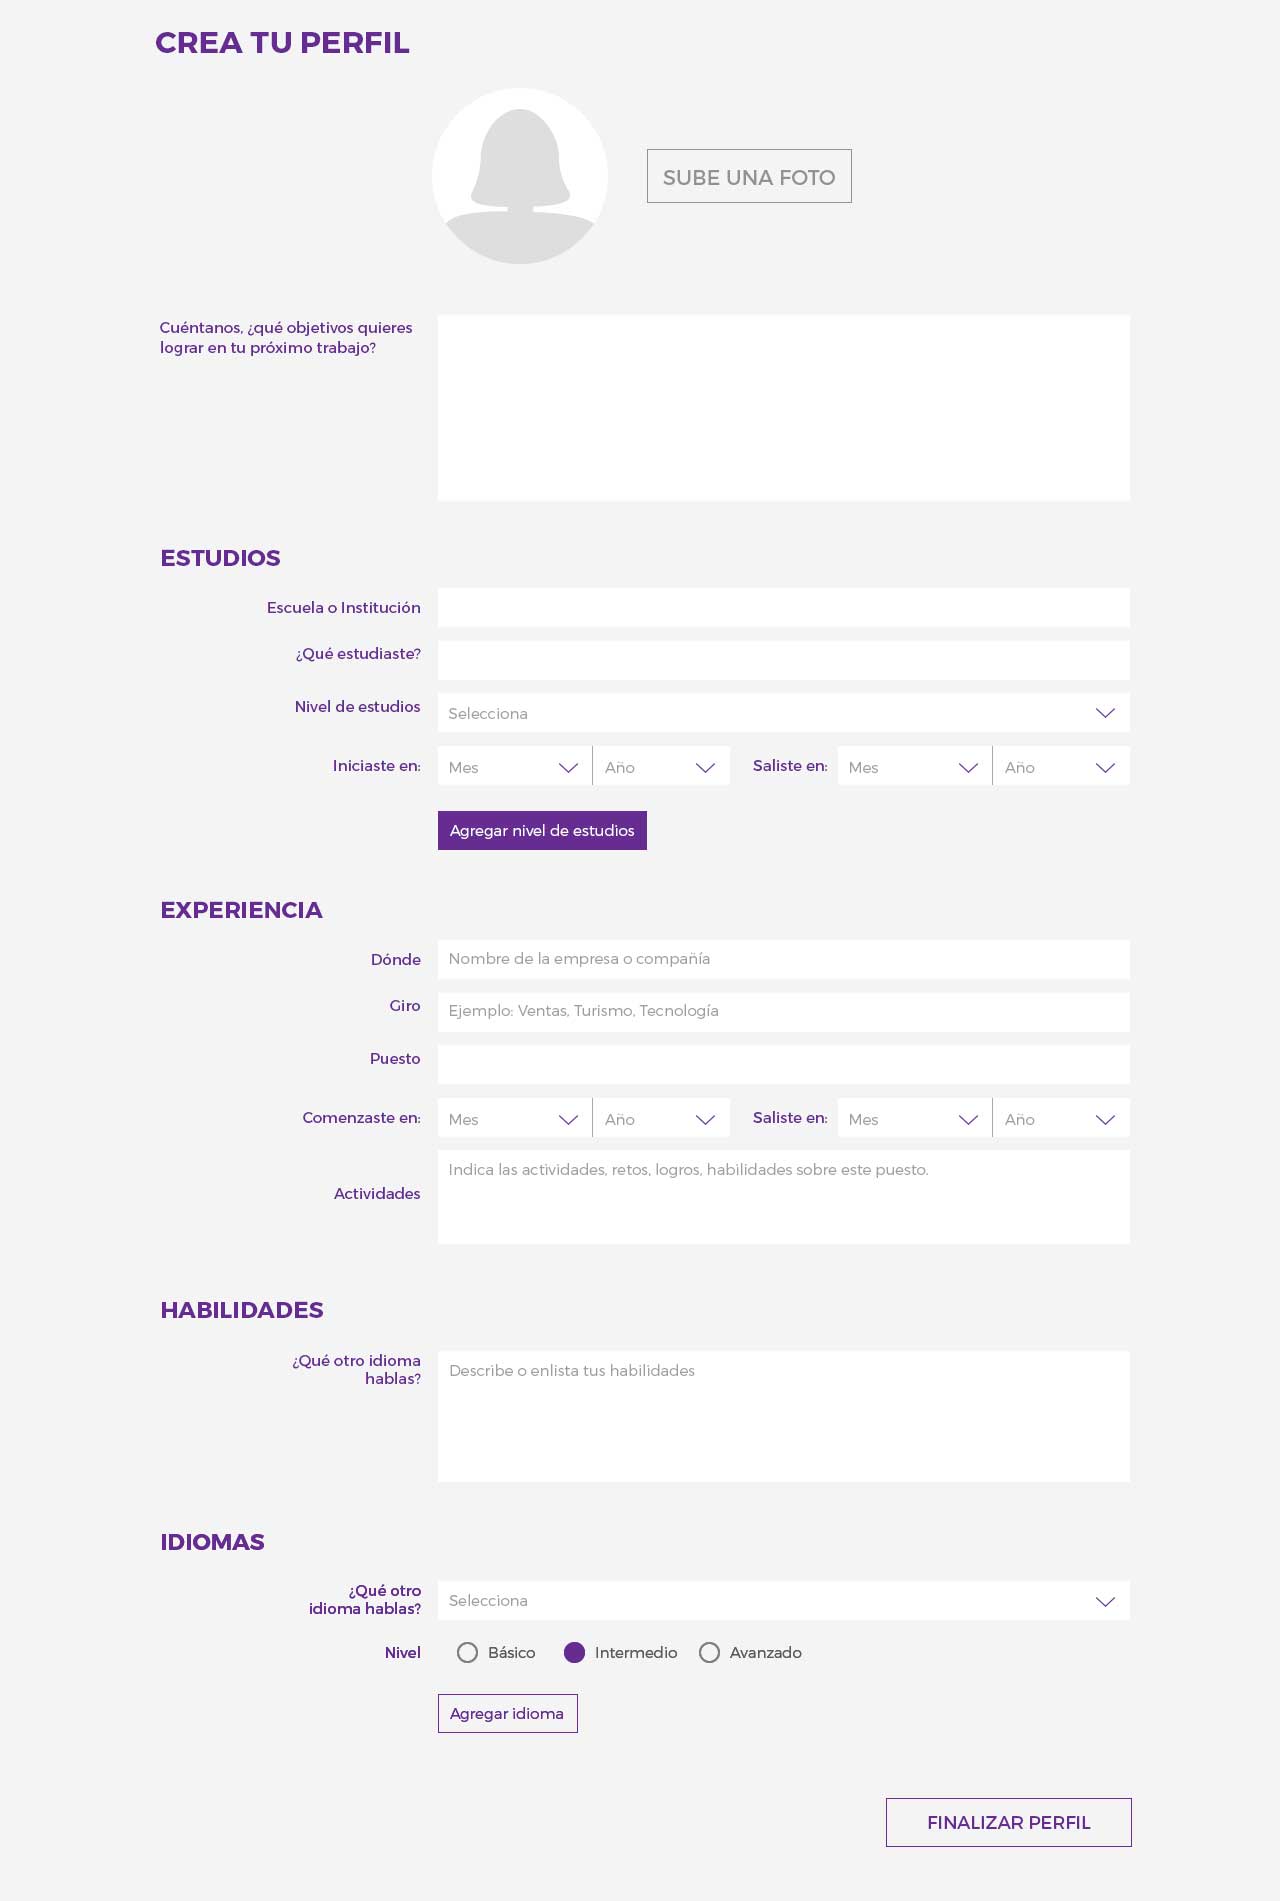 CREA TU PERFIL
SUBE UNA FOTO
Cuéntanos, ¿qué objetivos quieres
lograr en tu próximo trabajo?
ESTUDIOS
Escuela o Institución
¿Qué estudiaste?
Nivel de estudios Selecciona
Iniciaste en: Mes Año Saliste en: Mes Año
Agregar nivel de estudios
EXPERIENCIA
Dónde Nombre de la empresa o compañía
Giro Ejemplo: Ventas, Turismo, Tecnología
Puesto
Comenzaste en: Mes Año Saliste en: Mes Año
Indica las actividades, retos, logros, habilidades sobre este puesto.
Actividades
HABILIDADES
¿Qué otro idioma
hablas?
Describe o enlista tus habilidades
IDIOMAS
¿Qué otro
idioma hablas?
Selecciona
Nivel Básico Intermedio Avanzado
Agregar idioma
FINALIZAR PERFIL